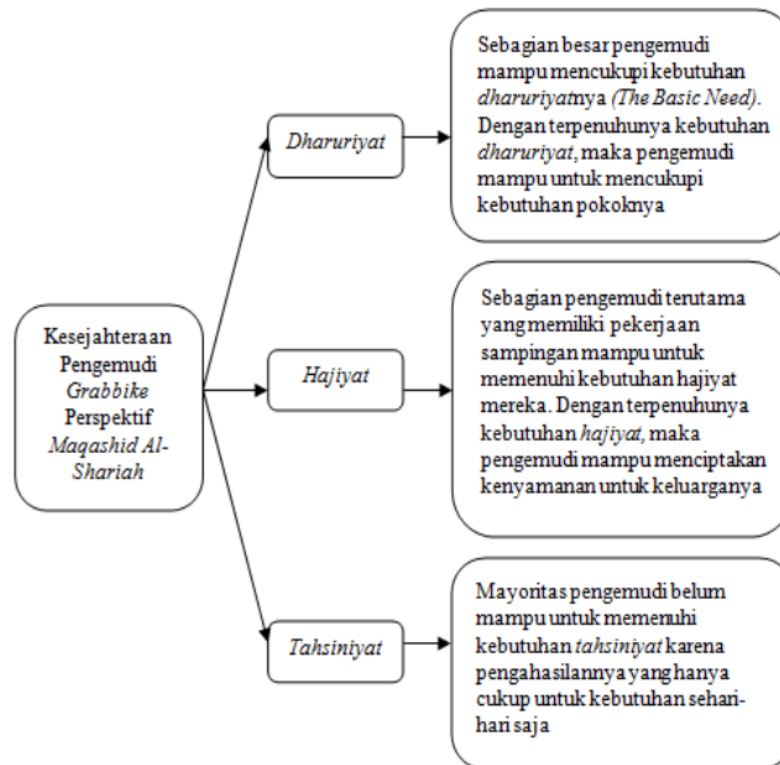 Kesejahteraan
Pengemudi
Grabbike
Perspektif
Maqashid Al-
Shariah
Dharuriyat
Sebagian besar pengemudi
mampu mencukupi kebutuhan
dharuriyatnya (The Basic Need).
Dengan terpenuhunya kebutuhan
dharuriyat, maka pengemudi
mampu untuk mencukupi
kebutuhan pokoknya
Hajiyat
Sebagian pengemudi terutama
yang memiliki pekerjaan
sampingan mampu untuk
memenuhi kebutuhan hajiyat
mereka. Dengan terpenuhunya
kebutuhan hajiyat, maka
pengemudi mampu menciptakan
kenyamanan untuk keluarganya
Tahsiniyat
Mayoritas pengemudi belum
mampu untuk memenuhi
kebutuhan tahsiniyat karena
pengahasilannya yang hanya
cukup untuk kebutuhan sehari-
hari saja